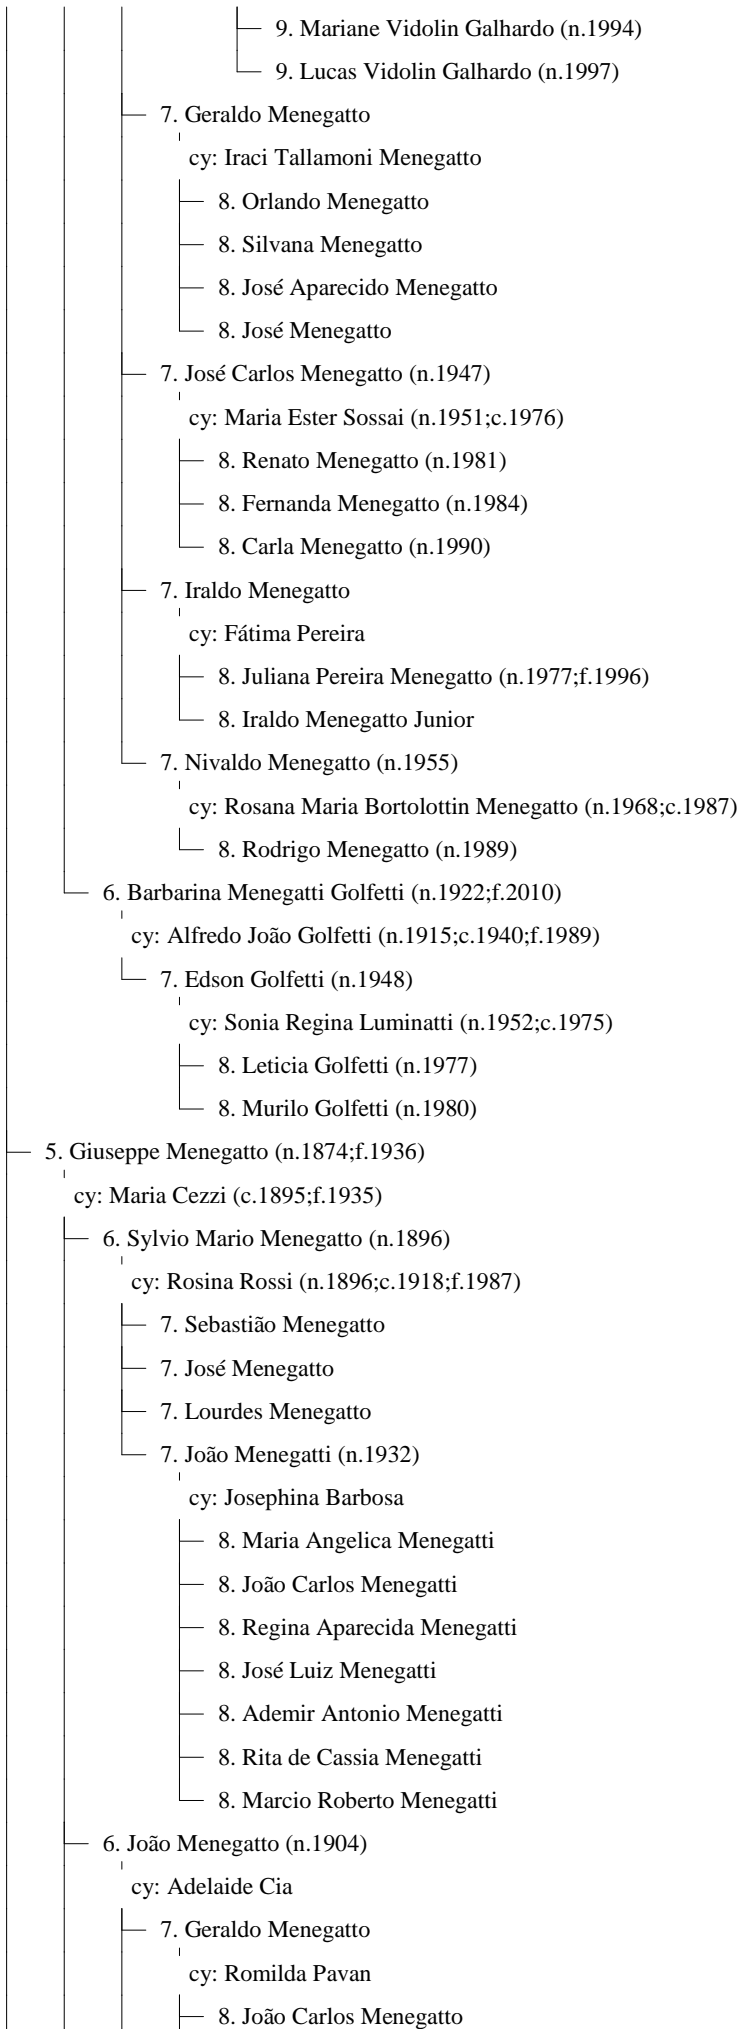 9. Mariane Vidolin Galhardo (n.1994)
9. Lucas Vidolin Galhardo (n.1997)
7. Geraldo Menegatto
cy: Iraci Tallamoni Menegatto
8. Orlando Menegatto
8. Silvana Menegatto
8. José Aparecido Menegatto
8. José Menegatto
7. José Carlos Menegatto (n.1947)
cy: Maria Ester Sossai (n.1951;c.1976)
8. Renato Menegatto (n.1981)
8. Fernanda Menegatto (n.1984)
8. Carla Menegatto (n.1990)
7. Iraldo Menegatto
cy: Fátima Pereira
8. Juliana Pereira Menegatto (n.1977;f.1996)
8. Iraldo Menegatto Junior
7. Nivaldo Menegatto (n.1955)
cy: Rosana Maria Bortolottin Menegatto (n.1968;c.1987)
8. Rodrigo Menegatto (n.1989)
6. Barbarina Menegatti Golfetti (n.1922;f.2010)
cy: Alfredo João Golfetti (n.1915;c.1940;f.1989)
7. Edson Golfetti (n.1948)
cy: Sonia Regina Luminatti (n.1952;c.1975)
8. Leticia Golfetti (n.1977)
8. Murilo Golfetti (n.1980)
5. Giuseppe Menegatto (n.1874;f.1936)
cy: Maria Cezzi (c.1895;f.1935)
6. Sylvio Mario Menegatto (n.1896)
cy: Rosina Rossi (n.1896;c.1918;f.1987)
7. Sebastião Menegatto
7. José Menegatto
7. Lourdes Menegatto
7. João Menegatti (n.1932)
cy: Josephina Barbosa
8. Maria Angelica Menegatti
8. João Carlos Menegatti
8. Regina Aparecida Menegatti
8. José Luiz Menegatti
8. Ademir Antonio Menegatti
8. Rita de Cassia Menegatti
8. Marcio Roberto Menegatti
6. João Menegatto (n.1904)
cy: Adelaide Cia
7. Geraldo Menegatto
cy: Romilda Pavan
8. João Carlos Menegatto